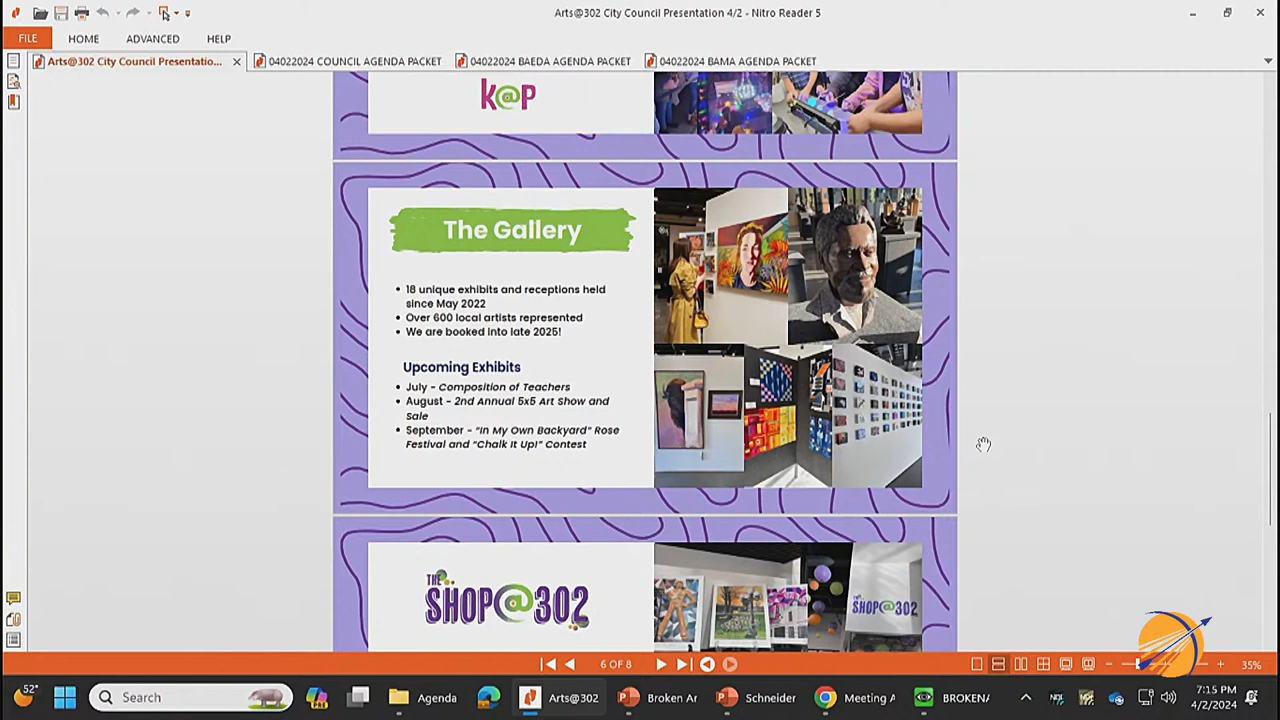 Arts@302 City Council Presentation 4/2 - Nitro Reader 5
FILE HOME ADVANCED HELP
Arts@302 City Council Presentatio... 04022024 COUNCIL AGENDA PACKET 04022024 BAEDA AGENDA PACKET 04022024 BAMA AGENDA PACKET
k@p
The Gallery
• 18 unique exhibits and receptions held
since May 2022
• Over 600 local artists represented
• We are booked into late 2025!
Upcoming Exhibits
• July - Composition of Teachers
• August - 2nd Annual 5x5 Art Show and
Sale
• September - “In My Own Backyard” Rose
Festival and “Chalk It Up!” Contest
THE
SHOP@302
THE
SHOP@302
6 OF 8
35%
52°
Search
Agenda
Arts@302
Broken Ar
Schneider
Meeting A
BROKENA
7:15 PM
4/2/2024